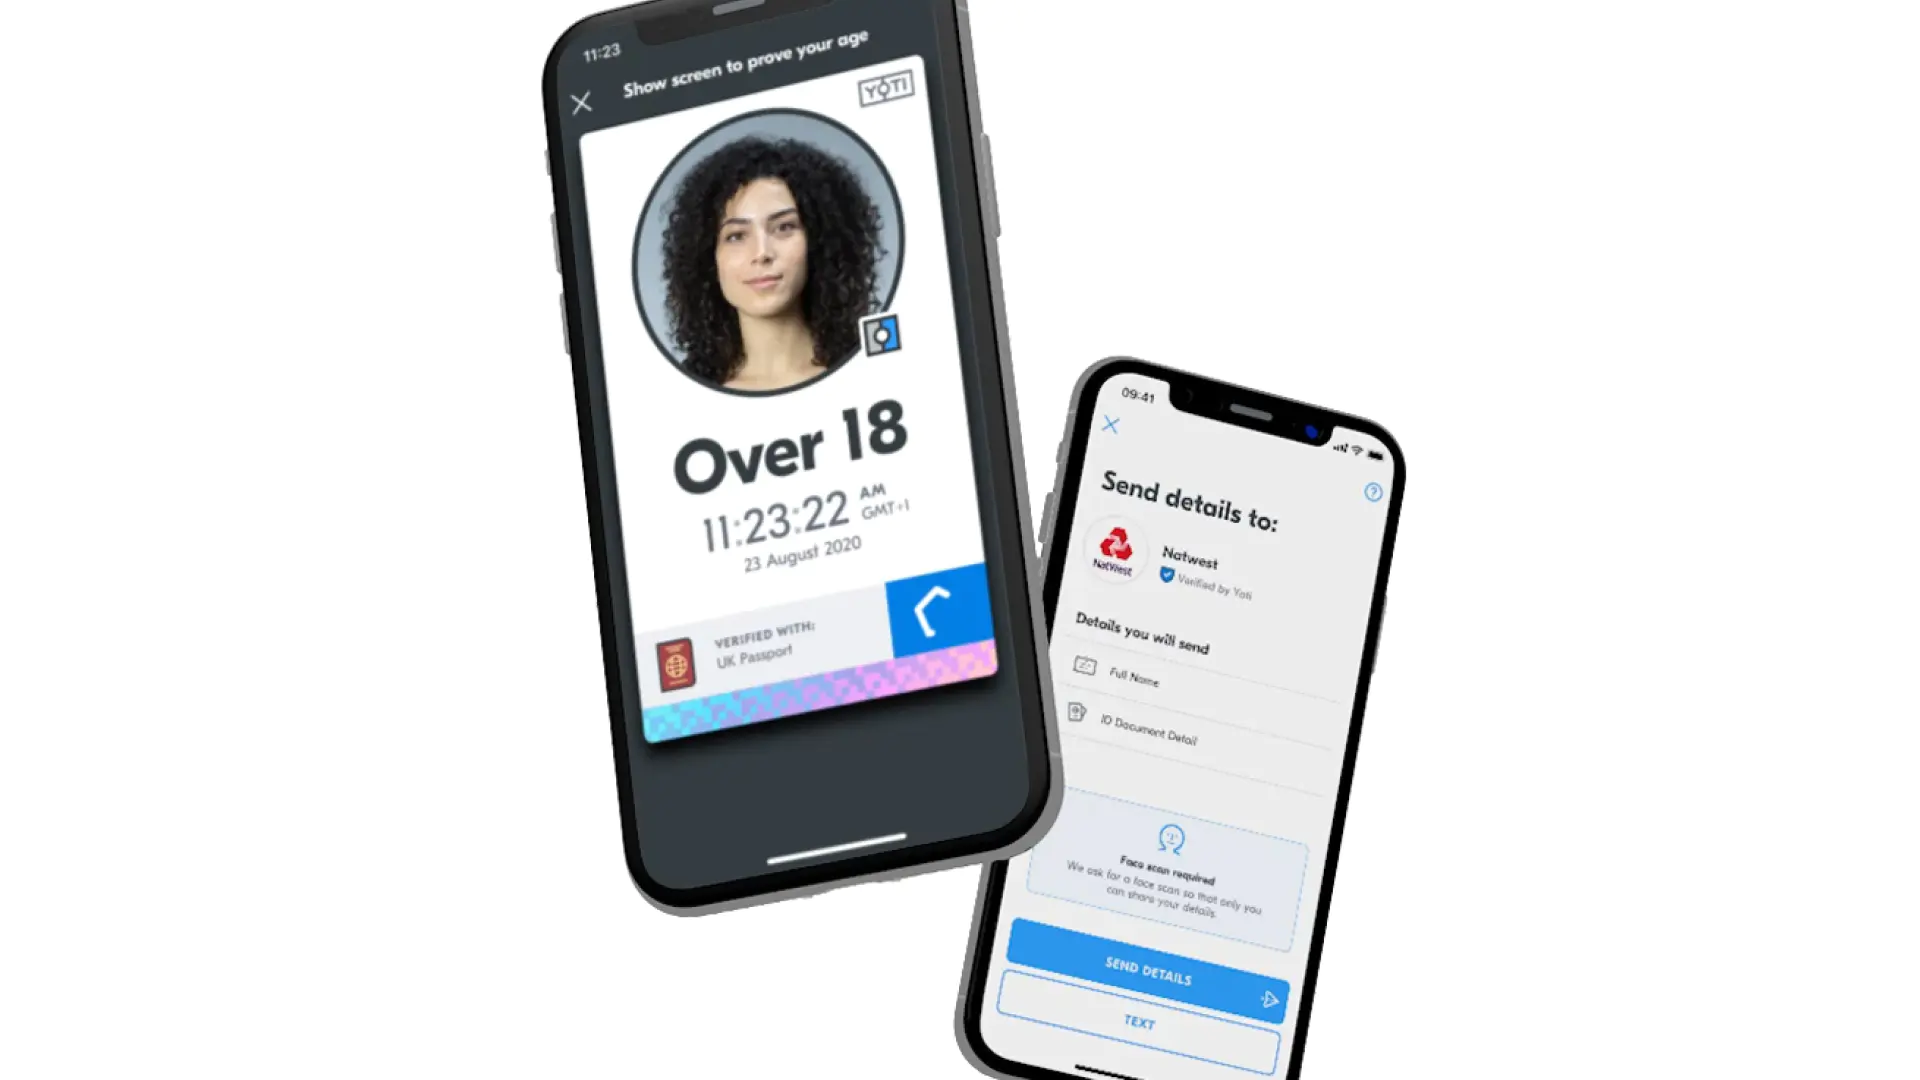 11:23
Show screen to prove your age
YOTI
Over 18
11:23:22 AM
GMT+1
23 August 2020
VERIFIED WITH:
UK Passport
09:41
Send details to:
NatWest
Natwest
Verified by Yoti
Details you will send
Full Name
ID Document Detail
Face scan required
We ask for a face scan so that only you
can share your details.
SEND DETAILS
TEXT